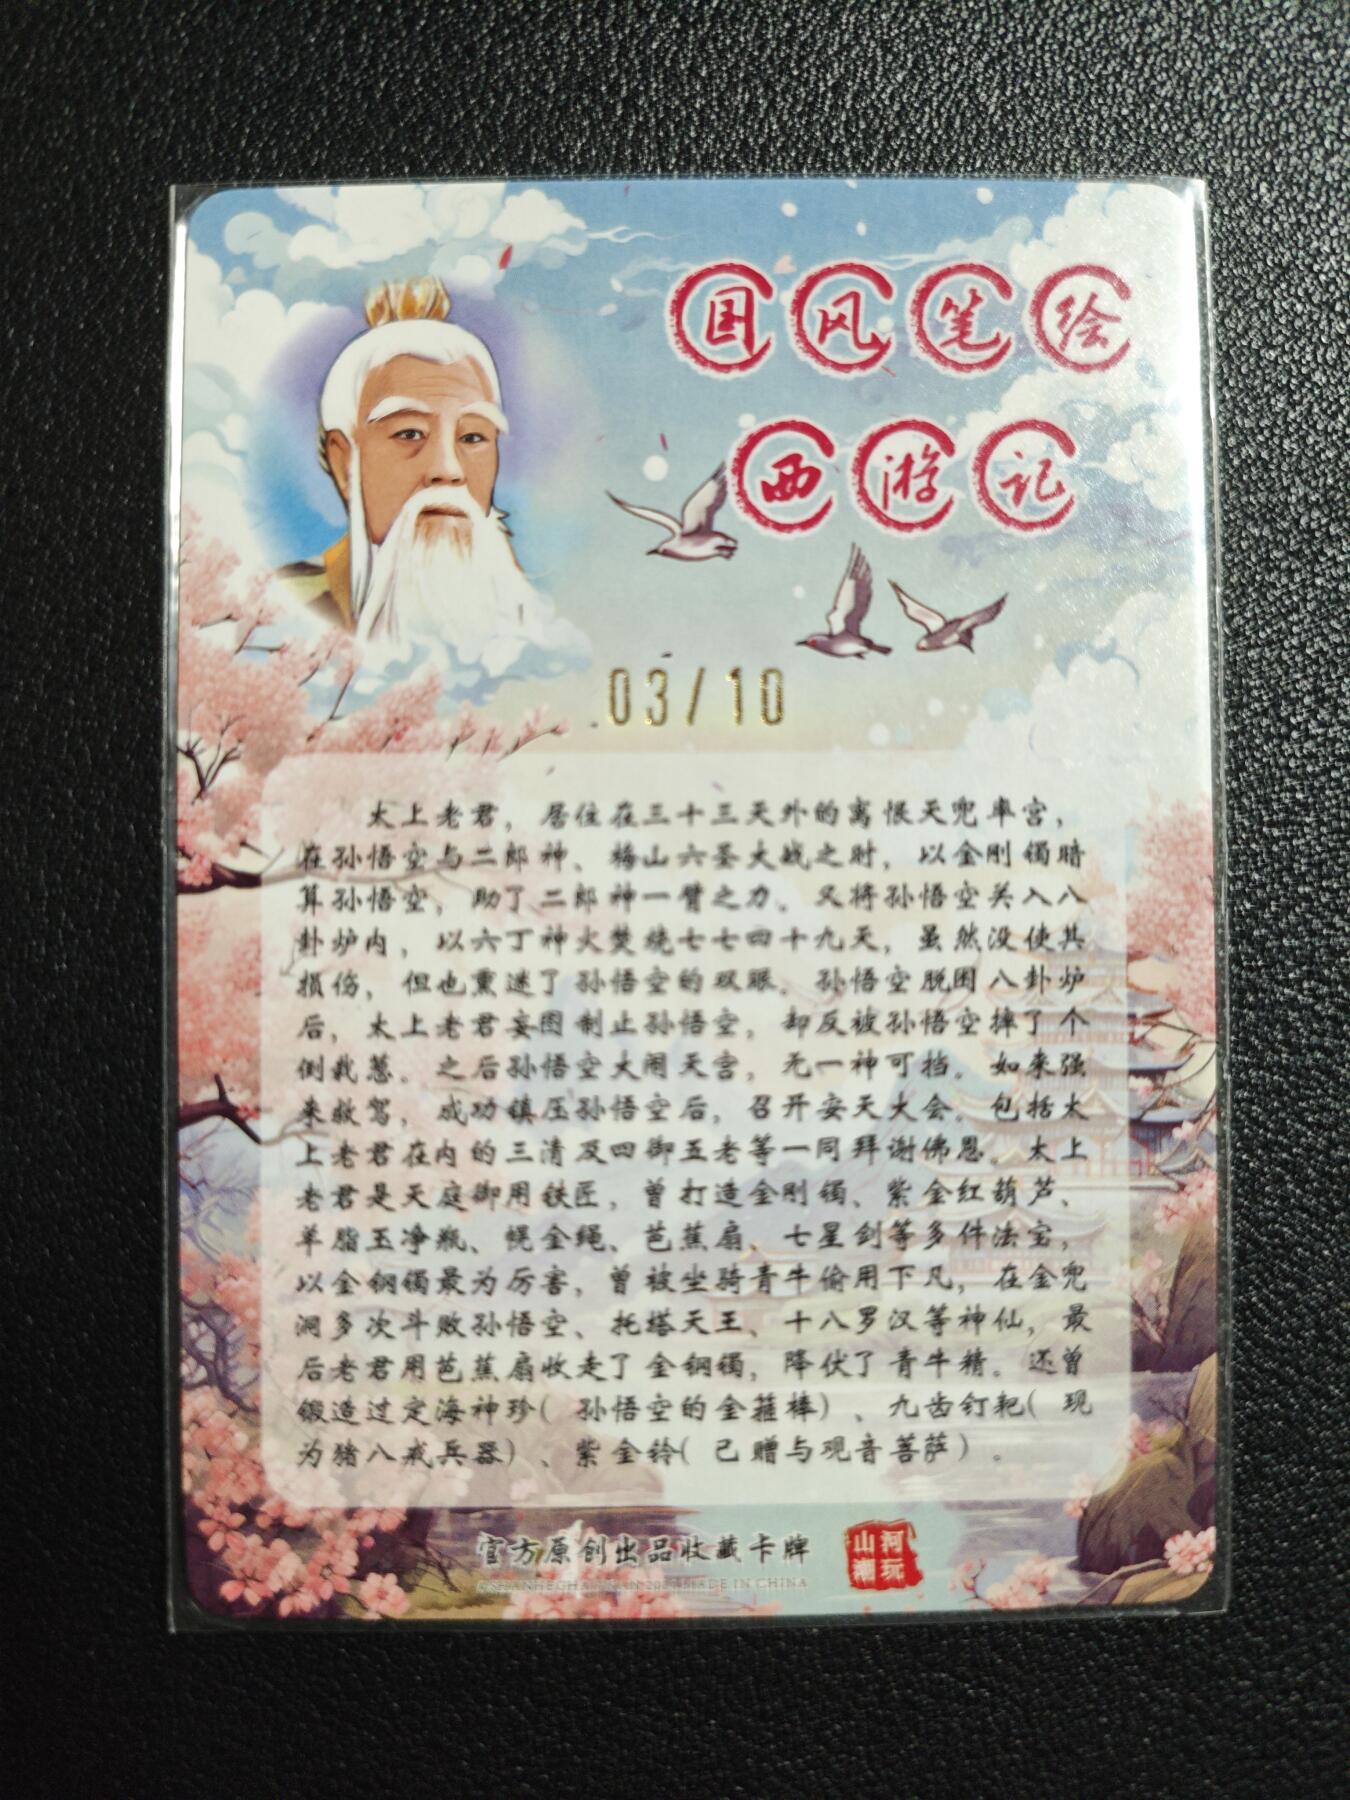 国风笔绘
西游记
03/10
太上老君，居住在三十三天外的离恨天兜率宫，
在孙悟空与二郎神、梅山六圣大战之时，以金刚镯暗
算孙悟空，助了二郎神一臂之力。又将孙悟空关入八
卦炉内，以六丁神火焚烧七七四十九天，虽然没使其
损伤，但也熏迷了孙悟空的双眼。孙悟空脱困八卦炉
后，太上老君妄图制止孙悟空，却反被孙悟空摔了个
倒栽葱。之后孙悟空大闹天宫，无一神可挡。如来强
来救驾，成功镇压孙悟空后，召开安天大会。包括太
上老君在内的三清及四御五老等一同拜谢佛恩。太上
老君是天庭御用铁匠，曾打造金刚镯、紫金红葫芦、
羊脂玉净瓶、幌金绳、芭蕉扇、七星剑等多件法宝，
以金钢镯最为厉害，曾被坐骑青牛偷用下凡，在金兜
洞多次斗败孙悟空、托塔天王、十八罗汉等神仙，最
后老君用芭蕉扇收走了金钢镯，降伏了青牛精。还曾
锻造过定海神珍(孙悟空的金箍棒)、九齿钉耙(现
为猪八戒兵器)、紫金铃(已赠与观音菩萨)。
官方原创出品收藏卡牌
MADE IN CHINA
山河
潮玩